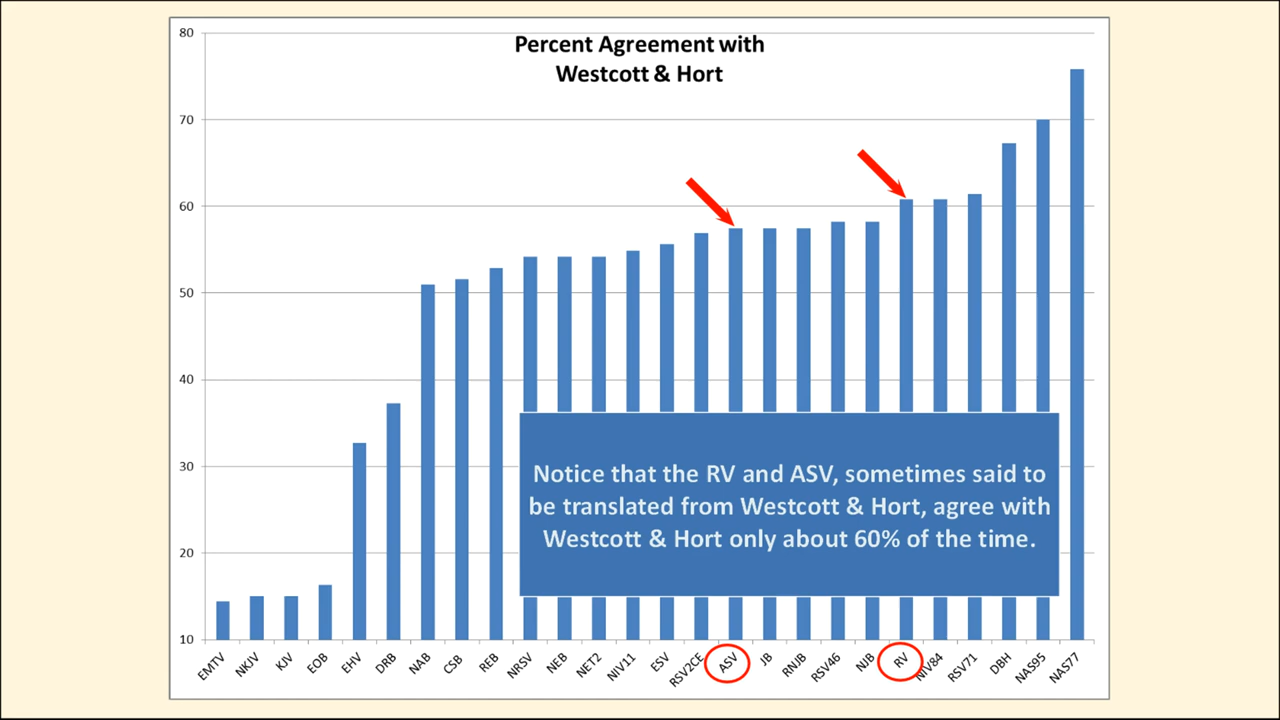 Percent Agreement with
Westcott & Hort
80
70
60
50
40
30
20
10
Notice that the RV and ASV, sometimes said to
be translated from Westcott & Hort, agree with
Westcott & Hort only about 60% of the time.
EMTV
NKJV
KJV
EOB
EHV
DRB
NAB
CSB
REB
NRSV
NEB
NET2
NIV11
ESV
RSV2CE
ASV
JB
RNJB
RSV46
NJB
RV
NIV84
RSV71
DBH
NAS95
NAS77